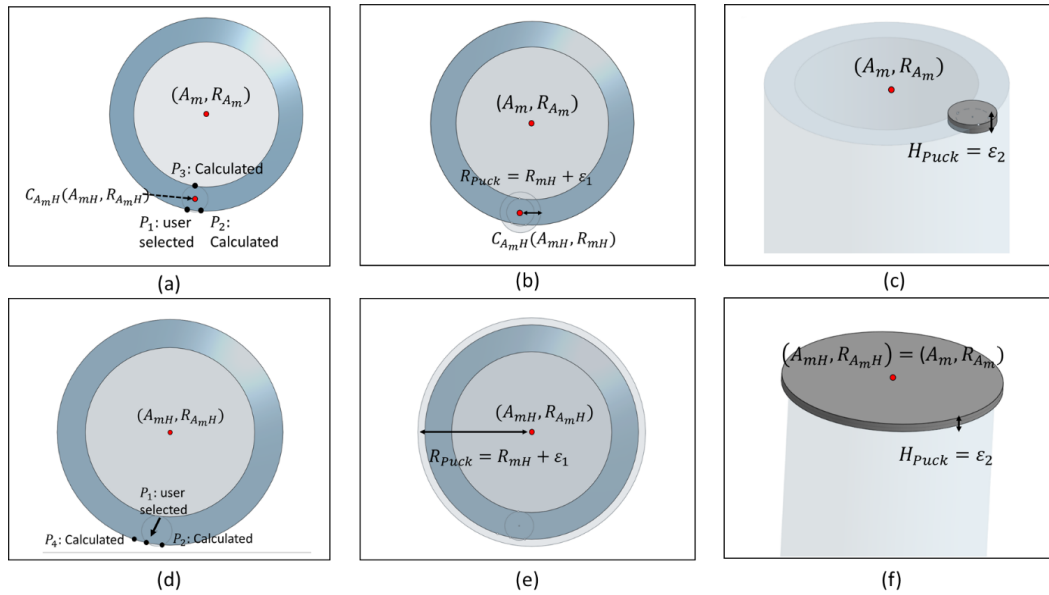 (A_m, R_{A_m})
P_3: Calculated
C_{A_mH}(A_{mH}, R_{A_mH})
P_1: user
selected
P_2:
Calculated
(a)
(A_m, R_{A_m})
R_{Puck} = R_{mH} + ε_1
C_{A_mH}(A_{mH}, R_{mH})
(b)
(A_m, R_{A_m})
H_{Puck} = ε_2
(c)
(A_{mH}, R_{A_mH})
P_1: user
selected
P_4: Calculated
P_2: Calculated
(d)
(A_{mH}, R_{A_mH})
R_{Puck} = R_{mH} + ε_1
(e)
(A_{mH}, R_{A_mH}) = (A_m, R_{A_m})
H_{Puck} = ε_2
(f)